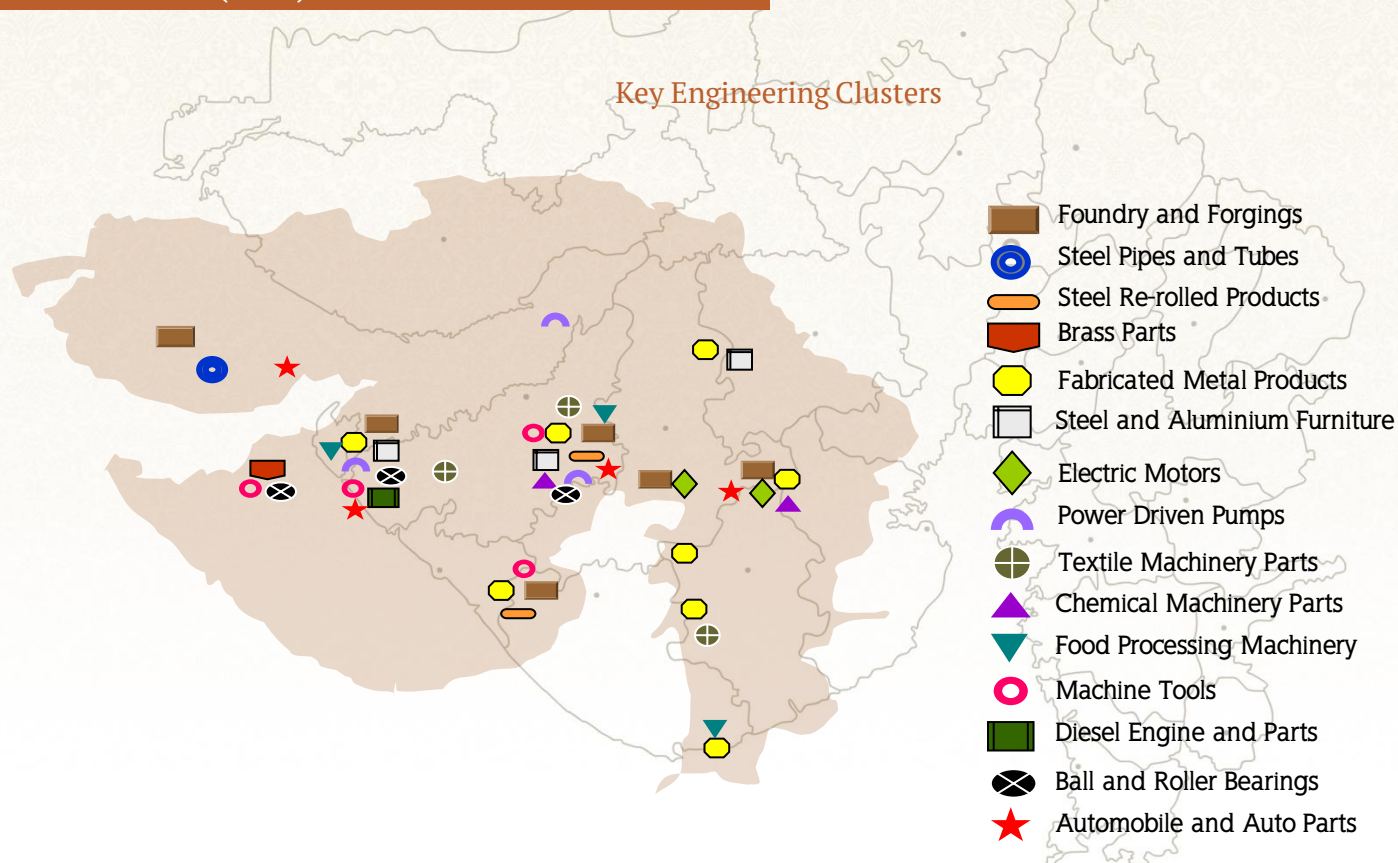 Key Engineering Clusters
Foundry and Forgings
Steel Pipes and Tubes
Steel Re-rolled Products
Brass Parts
Fabricated Metal Products
Steel and Aluminium Furniture
Electric Motors
Power Driven Pumps
Textile Machinery Parts
Chemical Machinery Parts
Food Processing Machinery
Machine Tools
Diesel Engine and Parts
Ball and Roller Bearings
Automobile and Auto Parts